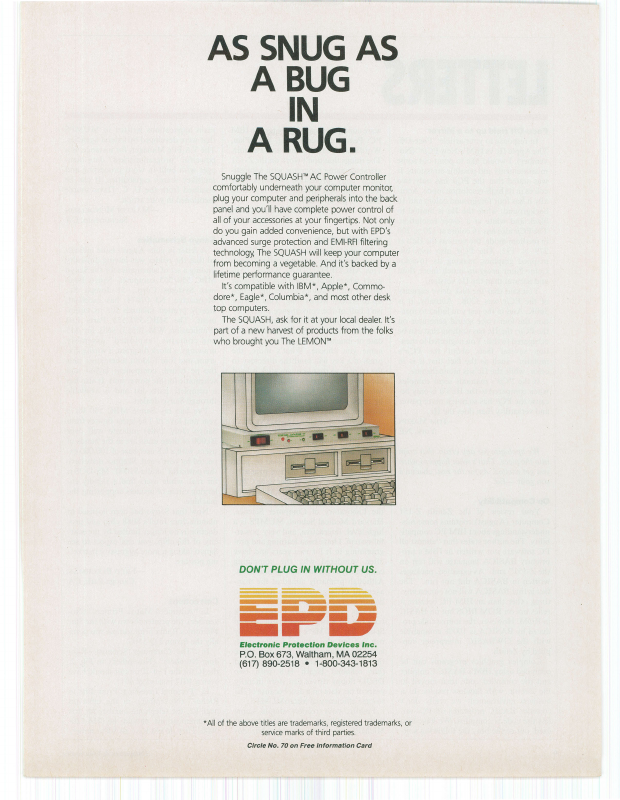 AS SNUG AS
A BUG
IN
A RUG.
Snuggle The SQUASH™ AC Power Controller
comfortably underneath your computer monitor,
plug your computer and peripherals into the back
panel and you'll have complete power control of
all of your accessories at your fingertips. Not only
do you gain added convenience, but with EPD's
advanced surge protection and EMI-RFI filtering
technology, The SQUASH will keep your computer
from becoming a vegetable. And it's backed by a
lifetime performance guarantee.
It's compatible with IBM*, Apple*, Commo-
dore*, Eagle*, Columbia*, and most other desk
top computers.
The SQUASH, ask for it at your local dealer. It's
part of a new harvest of products from the folks
who brought you The LEMON™
DON'T PLUG IN WITHOUT US.
EPD
Electronic Protection Devices Inc.
P.O. Box 673, Waltham, MA 02254
(617) 890-2518 • 1-800-343-1813
*All of the above titles are trademarks, registered trademarks, or
service marks of third parties.
Circle No. 70 on Free Information Card